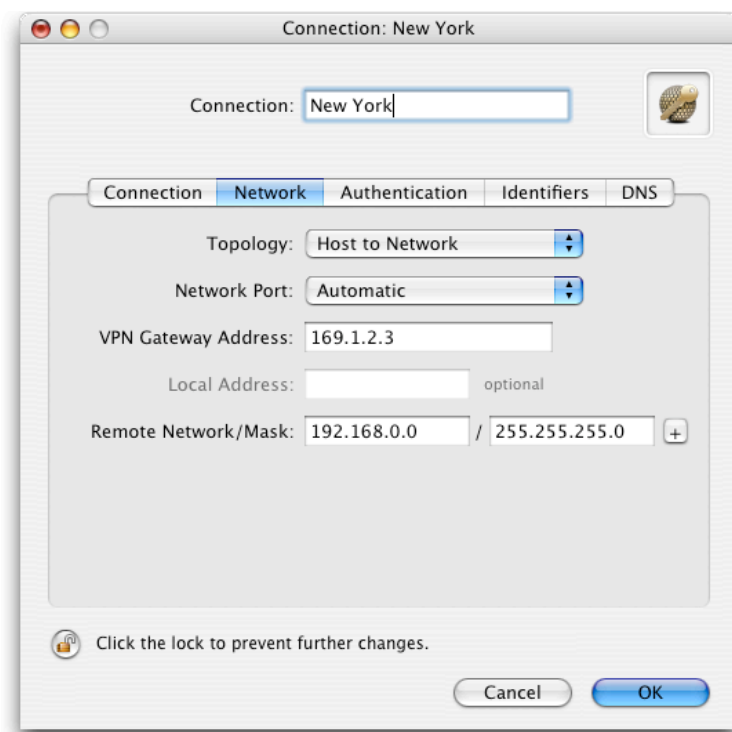 Connection: New York
Connection: New York
Connection Network Authentication Identifiers DNS
Topology: Host to Network
Network Port: Automatic
VPN Gateway Address: 169.1.2.3
Local Address: optional
Remote Network/Mask: 192.168.0.0 / 255.255.255.0 +
Click the lock to prevent further changes.
Cancel OK